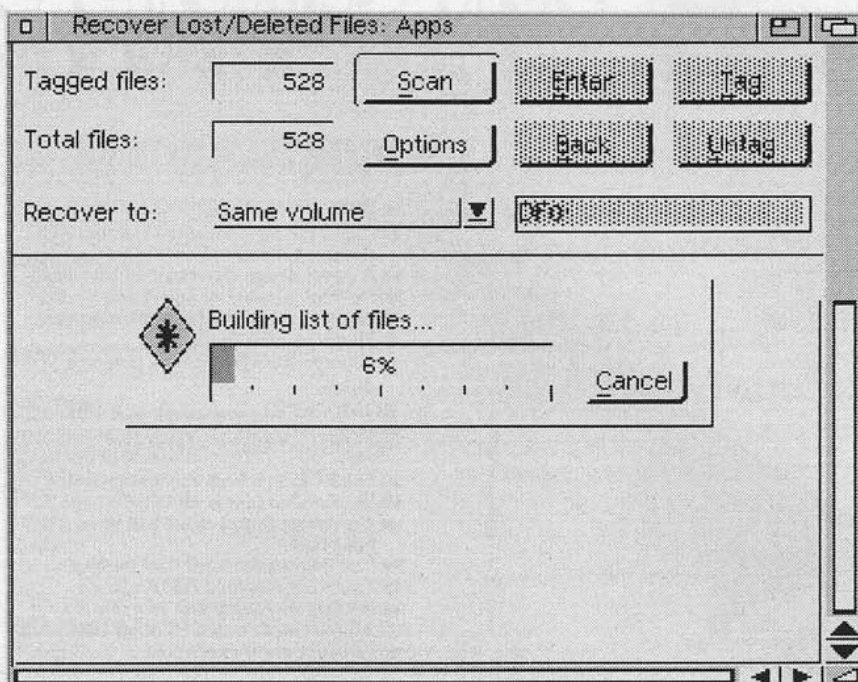 Recover Lost/Deleted Files: Apps
Tagged files: 528 Scan Enter Tag
Total files: 528 Options Back Untag
Recover to: Same volume DF0:
Building list of files...
6%
Cancel